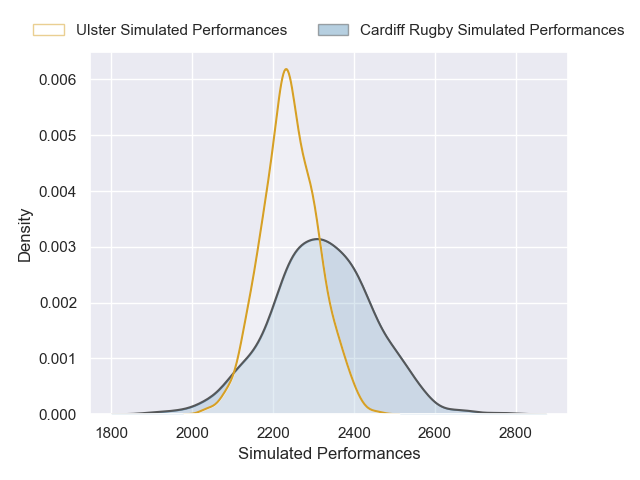 Ulster Simulated Performances
Cardiff Rugby Simulated Performances
Density
0.006
0.005
0.004
0.003
0.002
0.001
0.000
1800 2000 2200 2400 2600 2800
Simulated Performances